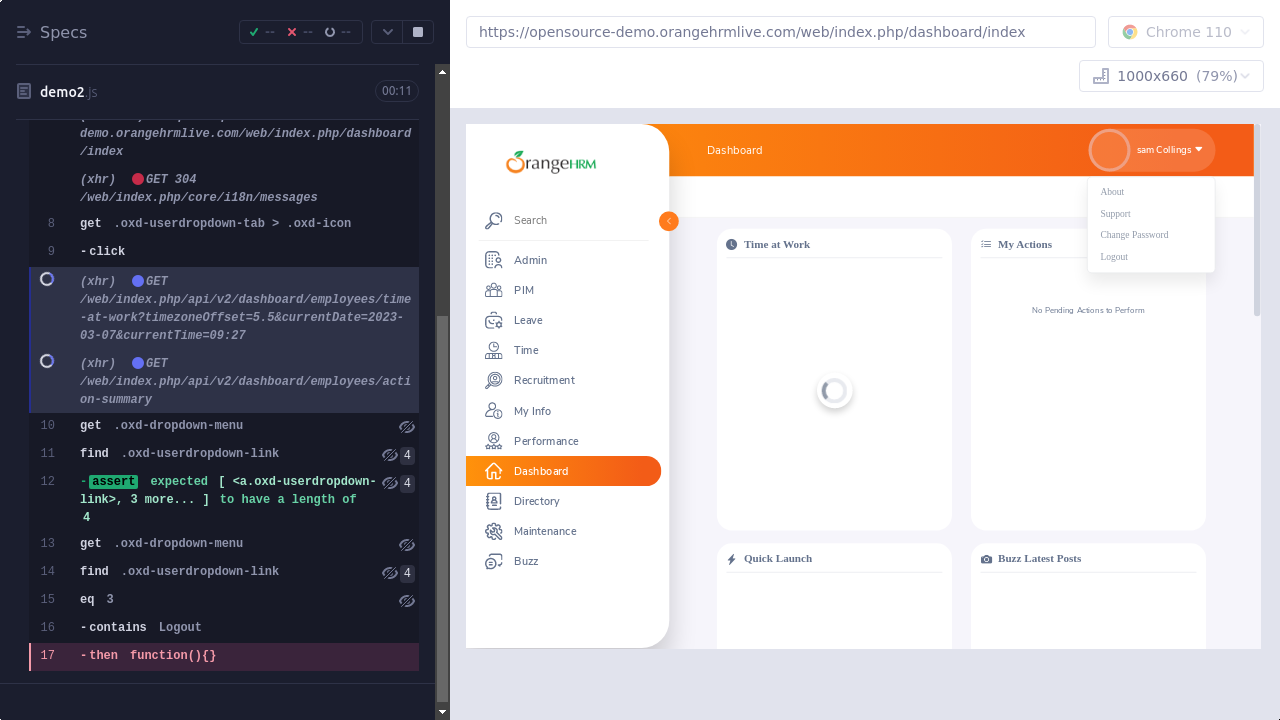 Specs
-- -- --
demo2.js
00:11
demo.orangehrmlive.com/web/index.php/dashboard
/index
(xhr) GET 304
/web/index.php/core/i18n/messages
8 get .oxd-userdropdown-tab > .oxd-icon
9 -click
(xhr) GET
/web/index.php/api/v2/dashboard/employees/time
-at-work?timezoneOffset=5.5&currentDate=2023-
03-07&currentTime=09:27
(xhr) GET
/web/index.php/api/v2/dashboard/employees/acti
on-summary
10 get .oxd-dropdown-menu
11 find .oxd-userdropdown-link 4
12 -assert expected [ <a.oxd-userdropdown- 4
link>, 3 more... ] to have a length of
4
13 get .oxd-dropdown-menu
14 find .oxd-userdropdown-link 4
15 eq 3
16 -contains Logout
17 -then function(){}
https://opensource-demo.orangehrmlive.com/web/index.php/dashboard/index
Chrome 110
1000x660 (79%)
OrangeHRM
Search
Admin
PIM
Leave
Time
Recruitment
My Info
Performance
Dashboard
Directory
Maintenance
Buzz
Dashboard
sam Collings
About
Support
Change Password
Logout
Time at Work
My Actions
No Pending Actions to Perform
Quick Launch
Buzz Latest Posts